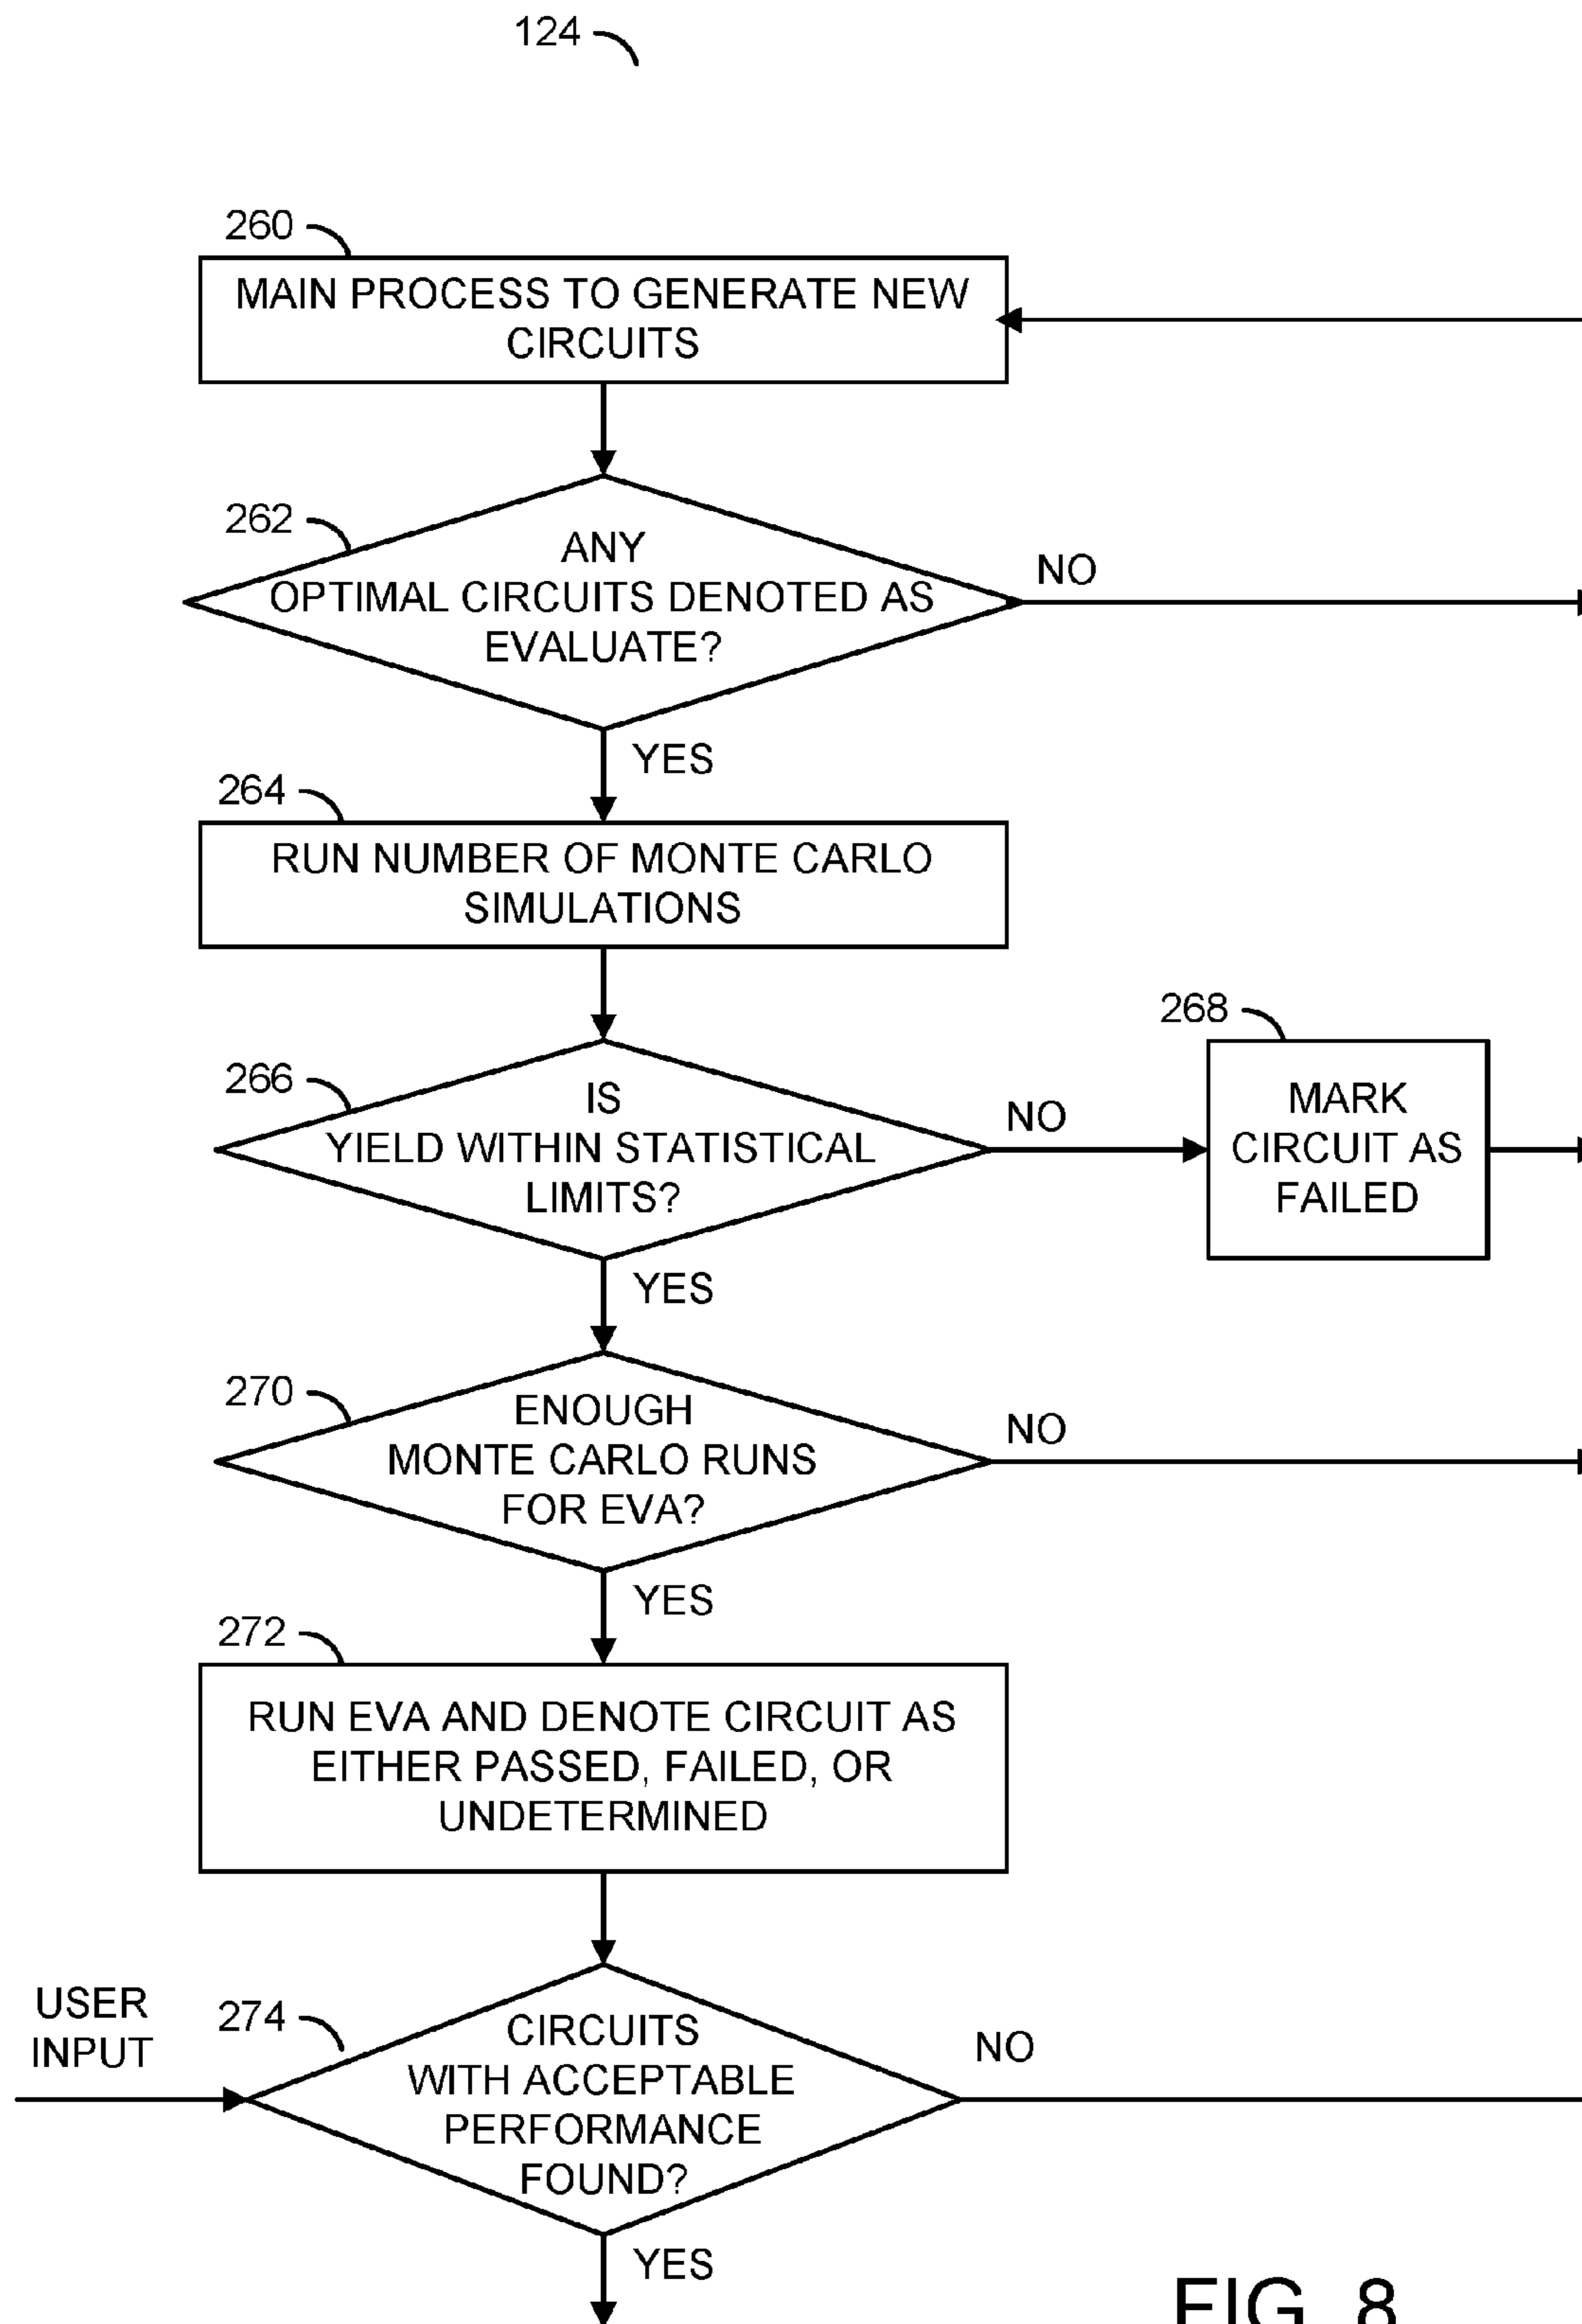 124
260
MAIN PROCESS TO GENERATE NEW
CIRCUITS
262
ANY
OPTIMAL CIRCUITS DENOTED AS
EVALUATE?
NO
YES
264
RUN NUMBER OF MONTE CARLO
SIMULATIONS
266
IS
YIELD WITHIN STATISTICAL
LIMITS?
NO
268
MARK
CIRCUIT AS
FAILED
YES
270
ENOUGH
MONTE CARLO RUNS
FOR EVA?
NO
YES
272
RUN EVA AND DENOTE CIRCUIT AS
EITHER PASSED, FAILED, OR
UNDETERMINED
USER
INPUT
274
CIRCUITS
WITH ACCEPTABLE
PERFORMANCE
FOUND?
NO
YES
FIG. 8